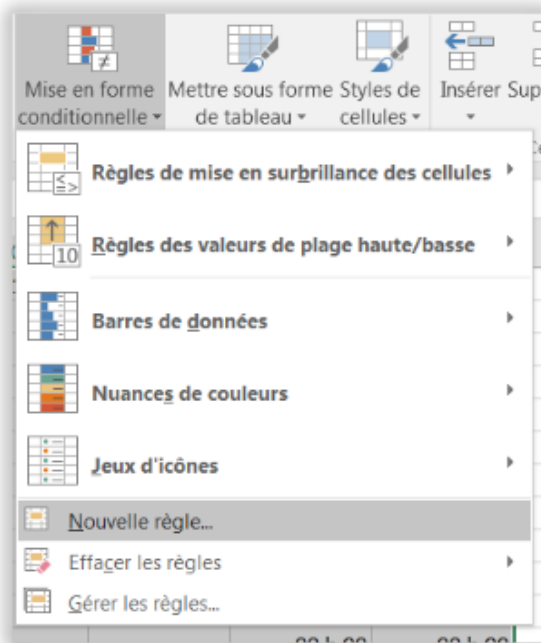 Mise en forme Mettre sous forme Styles de Insérer Sup
conditionnelle de tableau cellules
Règles de mise en surbrillance des cellules
10
Règles des valeurs de plage haute/basse
Barres de données
Nuances de couleurs
Jeux d'icônes
Nouvelle règle...
Effacer les règles
Gérer les règles...